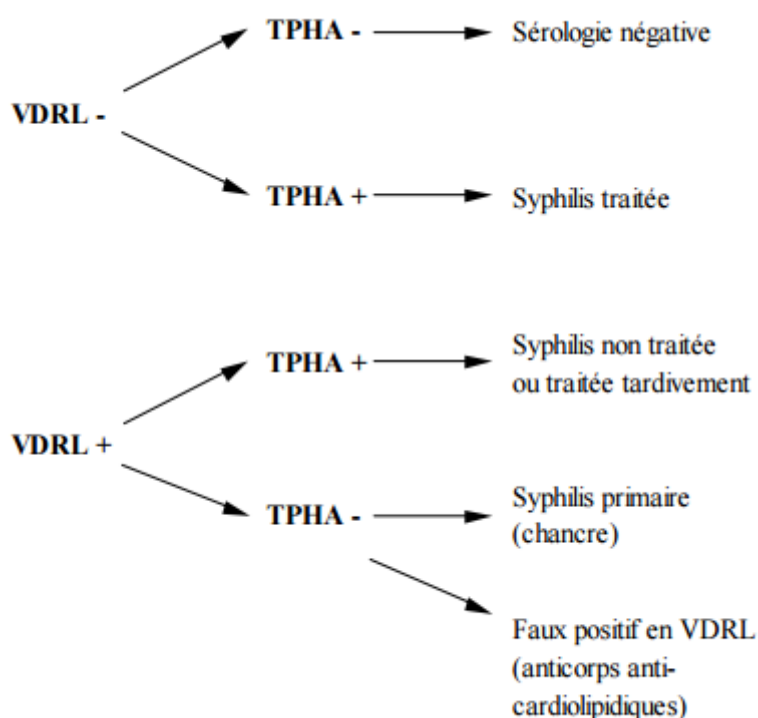 TPHA -
Sérologie négative
VDRL -
TPHA +
Syphilis traitée
TPHA +
Syphilis non traitée
ou traitée tardivement
VDRL +
TPHA -
Syphilis primaire
(chancre)
Faux positif en VDRL
(anticorps anti-
cardiolipidiques)